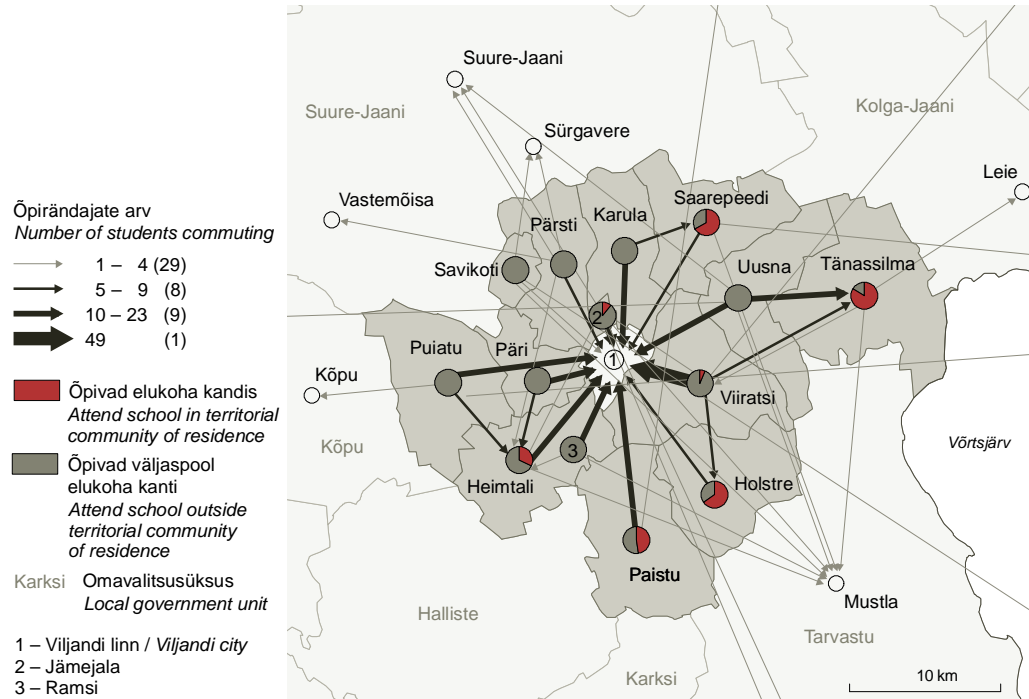 Õpirändajate arv
Number of students commuting
1 – 4 (29)
5 – 9 (8)
10 – 23 (9)
49 (1)
Õpivad elukoha kandis
Attend school in territorial
community of residence
Õpivad väljaspool
elukoha kanti
Attend school outside
territorial community
of residence
Karksi Omavalitsusüksus
Local government unit
1 – Viljandi linn / Viljandi city
2 – Jämejala
3 – Ramsi
Suure-Jaani
Suure-Jaani
Kolga-Jaani
Sürgavere
Leie
Vastemõisa
Pärsti
Karula
Saarepeedi
Savikoti
Uusna
Tänassilma
2
1
Puiatu
Päri
Kõpu
Viiratsi
Kõpu
3
Heimtali
Holstre
Võrtsjärv
Paistu
Mustla
Halliste
Tarvastu
Karksi
10 km